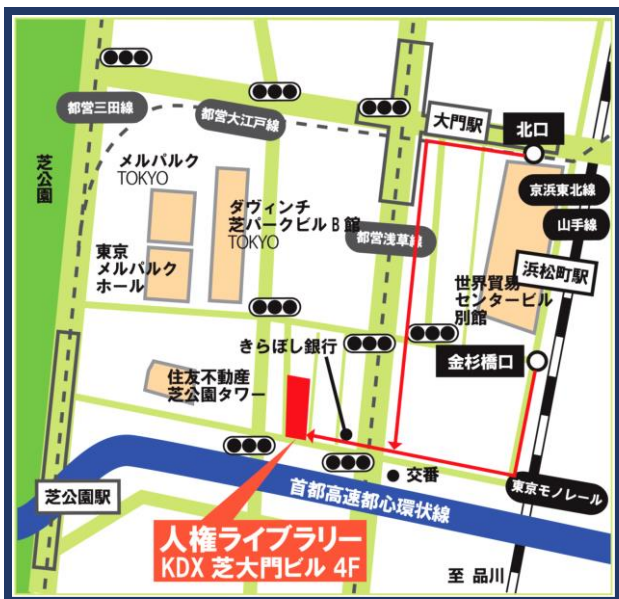 都営三田線
都営大江戸線
大門駅
北口
芝公園
メルパルク
TOKYO
ダヴィンチ
芝パークビル B 館
TOKYO
都営浅草線
京浜東北線
山手線
浜松町駅
東京
メルパルク
ホール
世界貿易
センタービル
別館
きらぼし銀行
金杉橋口
住友不動産
芝公園タワー
芝公園駅
交番
東京モノレール
首都高速都心環状線
人権ライブラリー
KDX 芝大門ビル 4F
至 品川